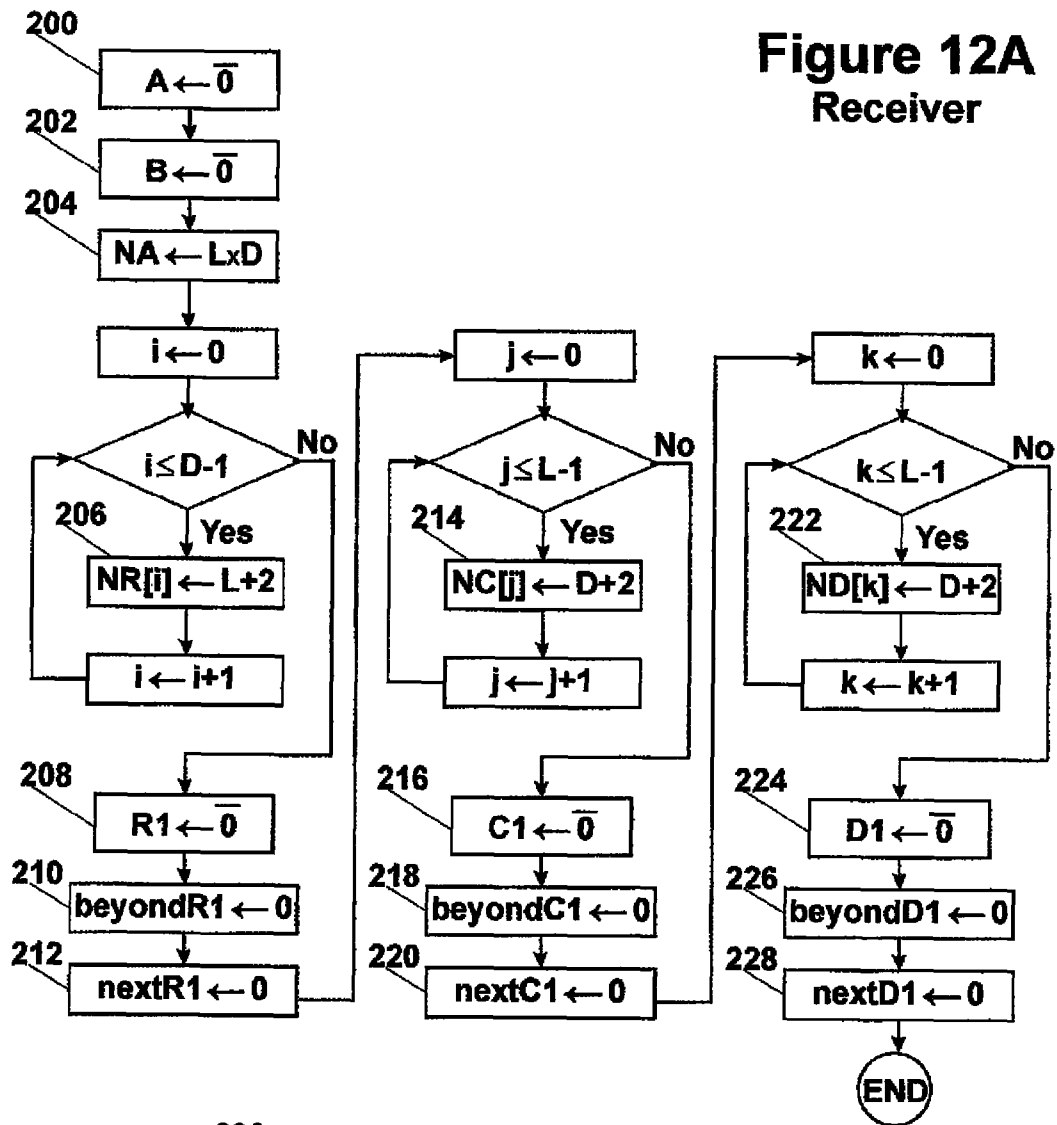 Figure 12A
Receiver
200
A ← 0̅
202
B ← 0̅
204
NA ← LxD
i ← 0
i ≤ D-1
No
Yes
206
NR[i] ← L+2
i ← i+1
208
R1 ← 0̅
210
beyondR1 ← 0
212
nextR1 ← 0
j ← 0
j ≤ L-1
No
Yes
214
NC[j] ← D+2
j ← j+1
216
C1 ← 0̅
218
beyondC1 ← 0
220
nextC1 ← 0
k ← 0
k ≤ L-1
No
Yes
222
ND[k] ← D+2
k ← k+1
224
D1 ← 0̅
226
beyondD1 ← 0
228
nextD1 ← 0
END